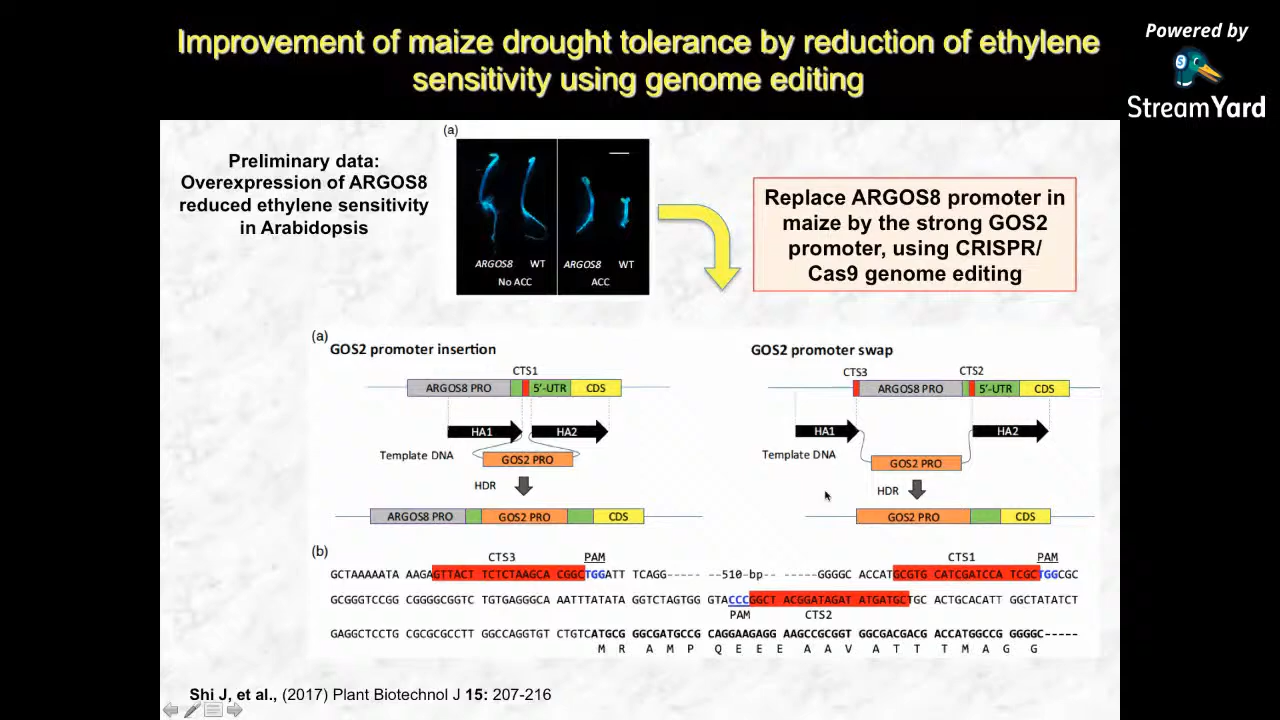 Improvement of maize drought tolerance by reduction of ethylene
sensitivity using genome editing
Powered by
StreamYard
Preliminary data:
Overexpression of ARGOS8
reduced ethylene sensitivity
in Arabidopsis
(a)
ARGOS8 WT ARGOS8 WT
No ACC ACC
Replace ARGOS8 promoter in
maize by the strong GOS2
promoter, using CRISPR/
Cas9 genome editing
(a)
GOS2 promoter insertion
CTS1
ARGOS8 PRO 5'-UTR CDS
HA1 HA2
Template DNA
GOS2 PRO
HDR
ARGOS8 PRO GOS2 PRO CDS
GOS2 promoter swap
CTS3 CTS2
ARGOS8 PRO 5'-UTR CDS
HA1 HA2
Template DNA
GOS2 PRO
HDR
GOS2 PRO CDS
(b)
CTS3 PAM CTS1 PAM
GCTAAAAATA AAGAGTTACT TCTCTAAGCA CGGCTGGATT TCAGG----- --510-bp- -----GGGGC ACCATGCGTG CATCGATCCA TCGCTGGCGC
GCGGGTCCGG CGGGGCGGTC TGTGAGGGCA AATTTATATA GGTCTAGTGG GTACCCGGCT ACGGATAGAT ATGATGCTGC ACTGCACATT GGCTATATCT
PAM CTS2
GAGGCTCCTG CGCGCGCCTT GGCCAGGTGT CTGTCATGCG GGCGATGCCG CAGGAAGAGG AAGCCGCGGT GGCGACGACG ACCATGGCCG GGGGC-----
M R A M P Q E E E A A V A T T T M A G G
Shi J, et al., (2017) Plant Biotechnol J 15: 207-216